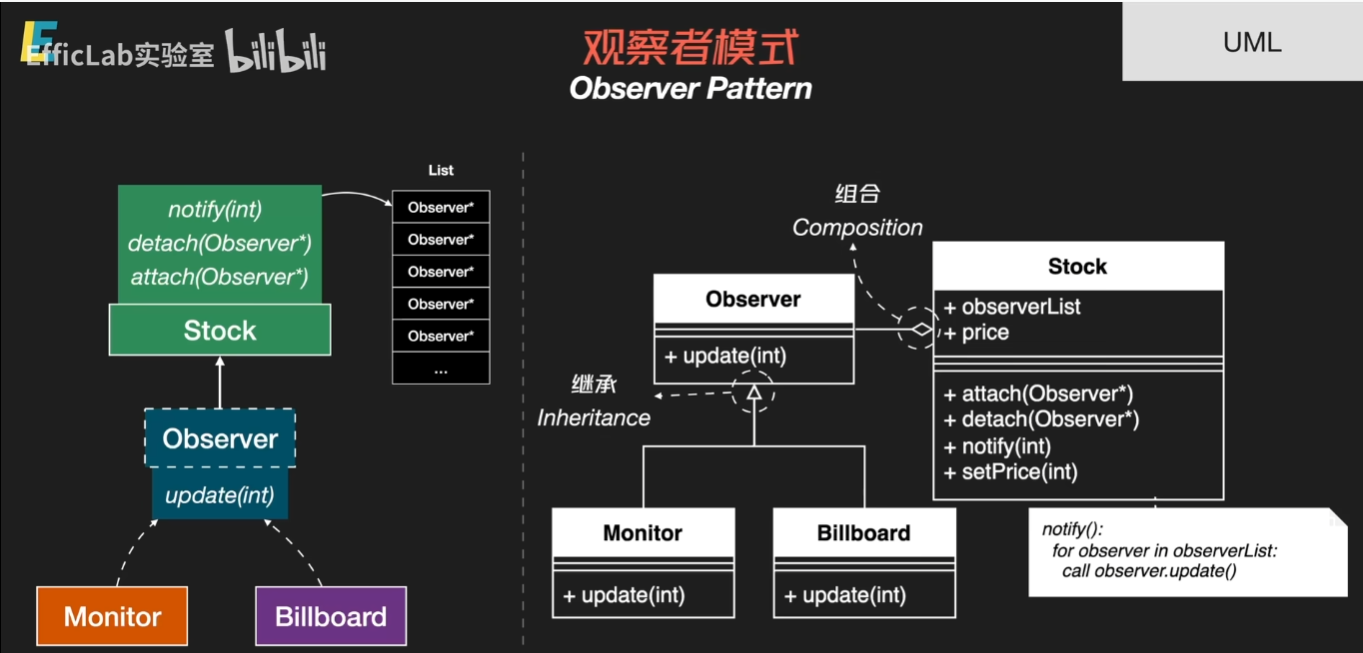 EfficLab实验室 bilibili
观察者模式
Observer Pattern
UML
notify(int)
detach(Observer*)
attach(Observer*)
Stock
Observer
update(int)
Monitor
Billboard
List
Observer*
Observer*
Observer*
Observer*
Observer*
...
组合
Composition
继承
Inheritance
Observer
+ update(int)
Stock
+ observerList
+ price
+ attach(Observer*)
+ detach(Observer*)
+ notify(int)
+ setPrice(int)
Monitor
+ update(int)
Billboard
+ update(int)
notify():
for observer in observerList:
call observer.update()